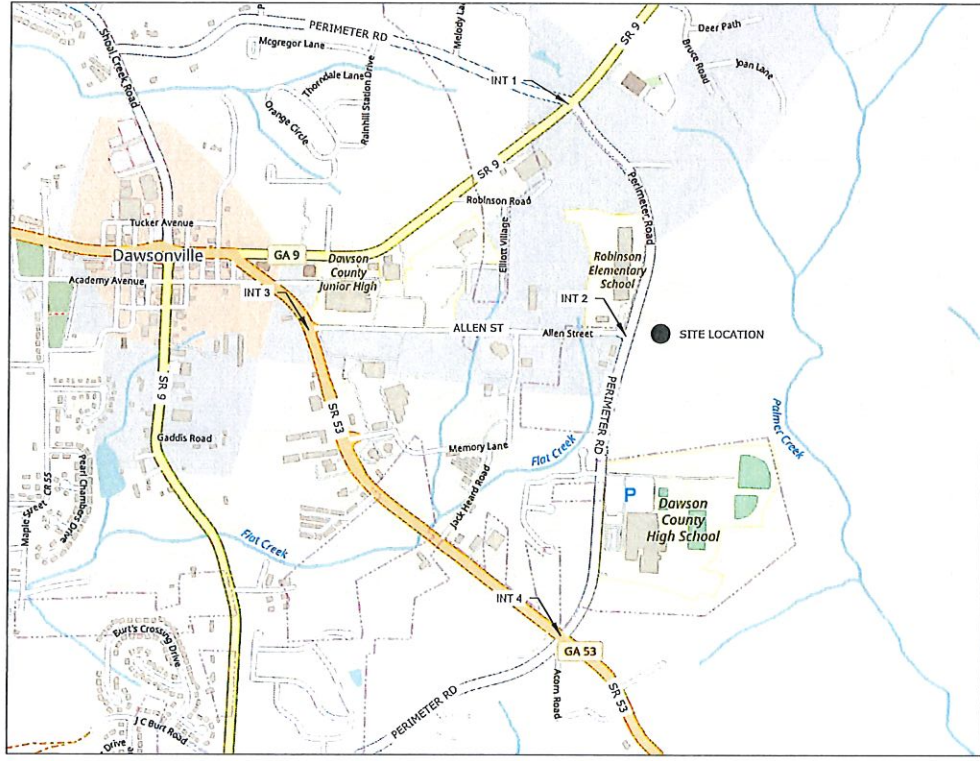 PERIMETER RD
Melody La
SR 9
Deer Path
Shoal Creek Road
Mcgregor Lane
Bruce Road
Joan Lane
INT 1
Thoredale Lane
Rainhill Station Drive
Orange Circle
SR 9
Perimeter Road
Robinson Road
Tucker Avenue
Elliott Village
GA 9
Dawsonville
Dawson
County
Junior High
Robinson
Elementary
School
Academy Avenue
INT 3
INT 2
ALLEN ST
Allen Street
SITE LOCATION
SR 9
SR 53
PERIMETER RD
Palmer Creek
Gaddis Road
Memory Lane
Flat Creek
CR 55
Pearl Chambers Drive
Maple Street
Jack Heard Road
P
Dawson
County
High School
Flat Creek
INT 4
GA 53
Burt's Crossing Drive
Acorn Road
SR 53
PERIMETER RD
J C Burt Road
Drive